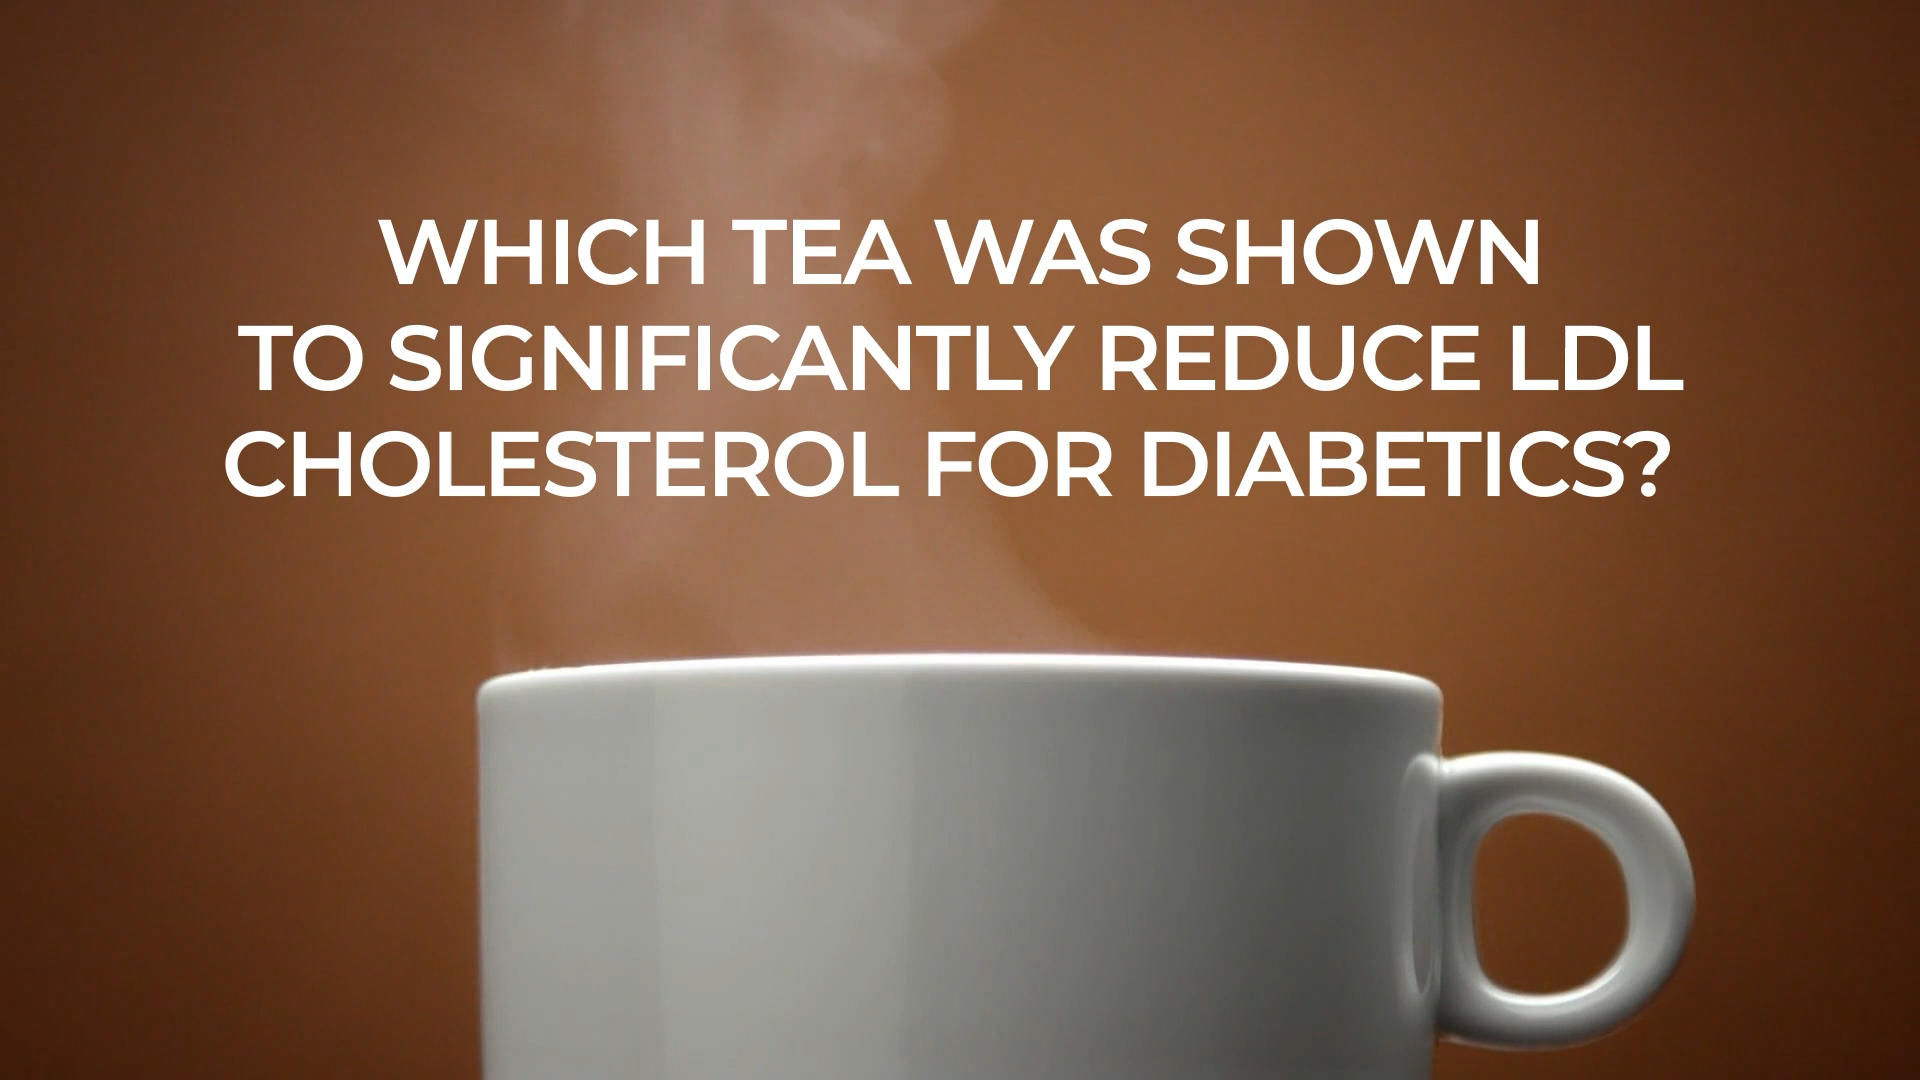 WHICH TEA WAS SHOWN
TO SIGNIFICANTLY REDUCE LDL
CHOLESTEROL FOR DIABETICS?